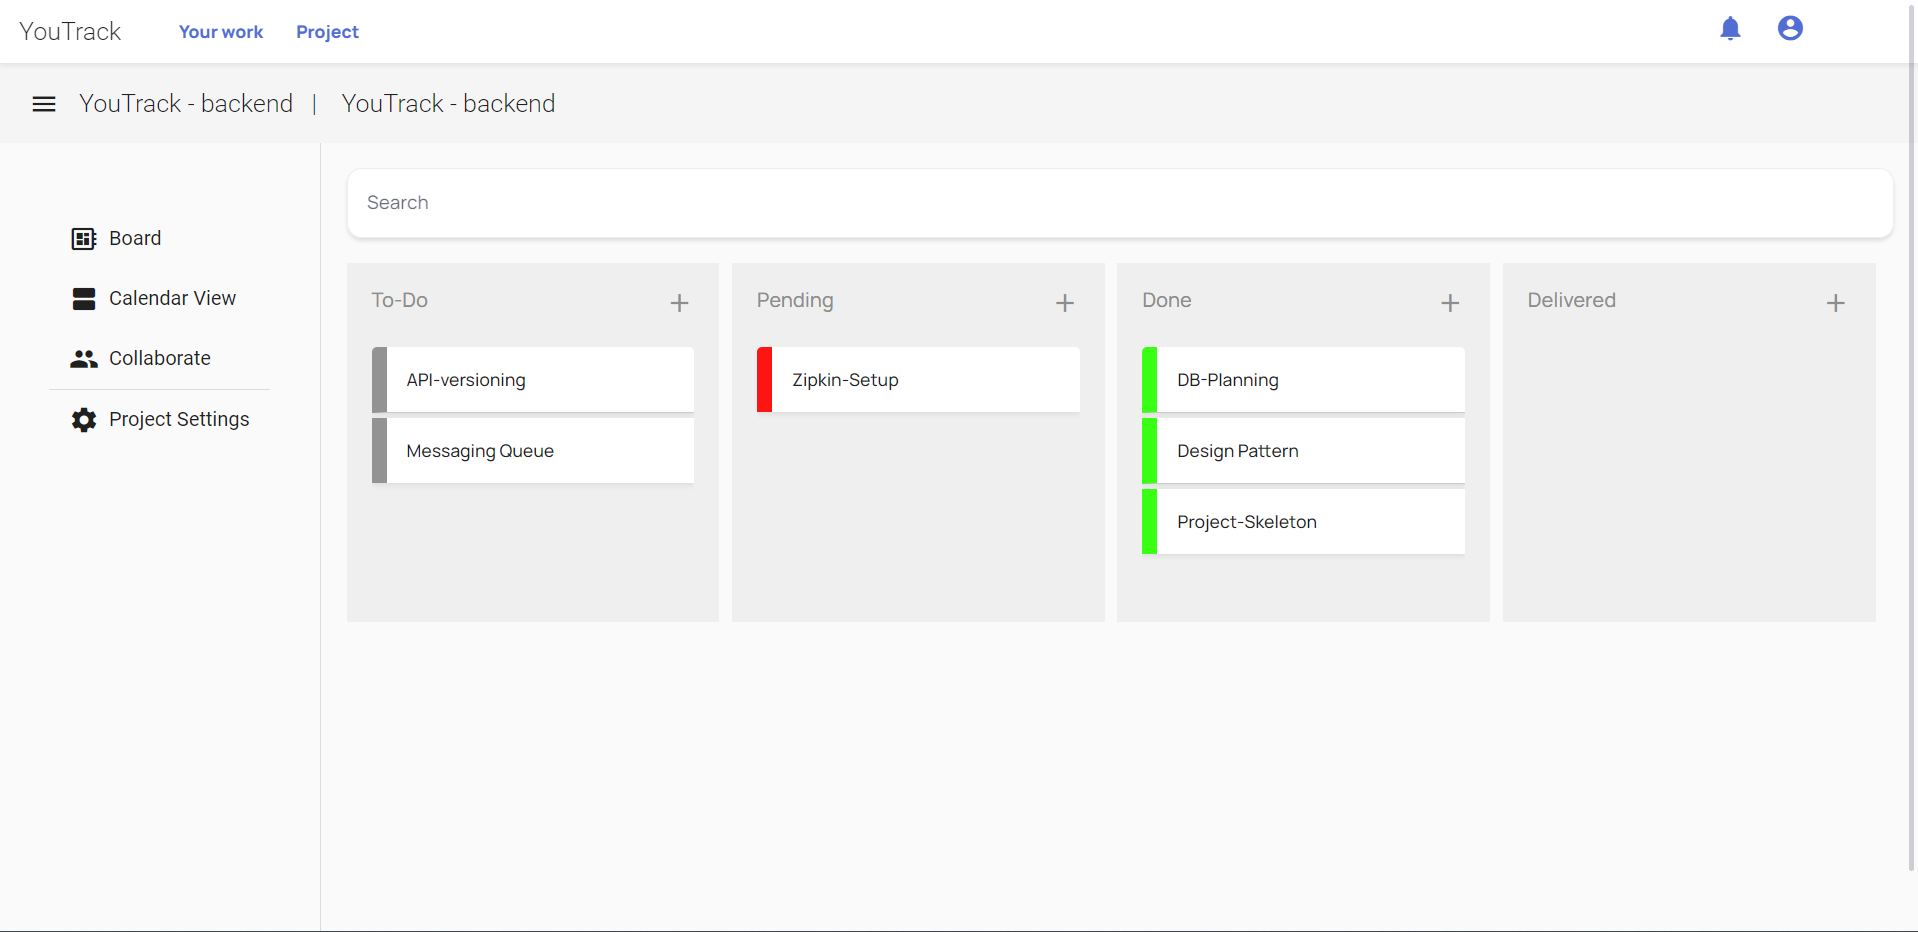 YouTrack Your work Project
YouTrack - backend | YouTrack - backend
Board
Calendar View
Collaborate
Project Settings
Search
To-Do
API-versioning
Messaging Queue
Pending
Zipkin-Setup
Done
DB-Planning
Design Pattern
Project-Skeleton
Delivered